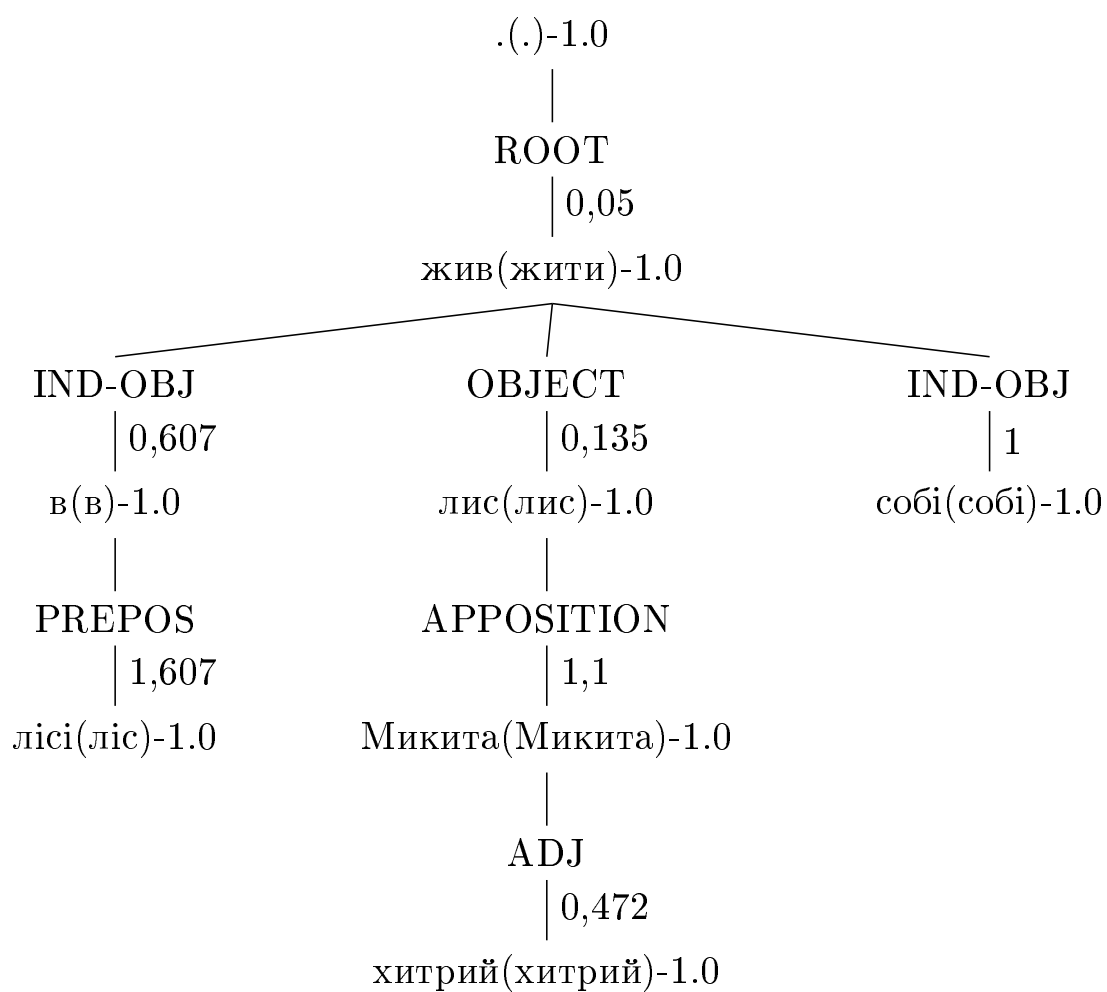 .(.)-1.0
ROOT
0,05
жив(жити)-1.0
IND-OBJ OBJECT IND-OBJ
0,607 0,135 1
в(в)-1.0 лис(лис)-1.0 собі(собі)-1.0
PREPOS APPOSITION
1,607 1,1
лісі(ліс)-1.0 Микита(Микита)-1.0
ADJ
0,472
хитрий(хитрий)-1.0